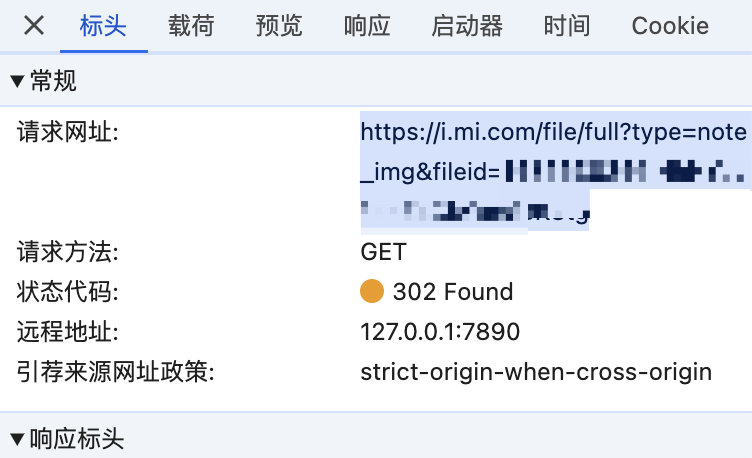 标头 载荷 预览 响应 启动器 时间 Cookie
常规
请求网址: https://i.mi.com/file/full?type=note
_img&fileid=
请求方法: GET
状态代码: 302 Found
远程地址: 127.0.0.1:7890
引荐来源网址政策: strict-origin-when-cross-origin
响应标头